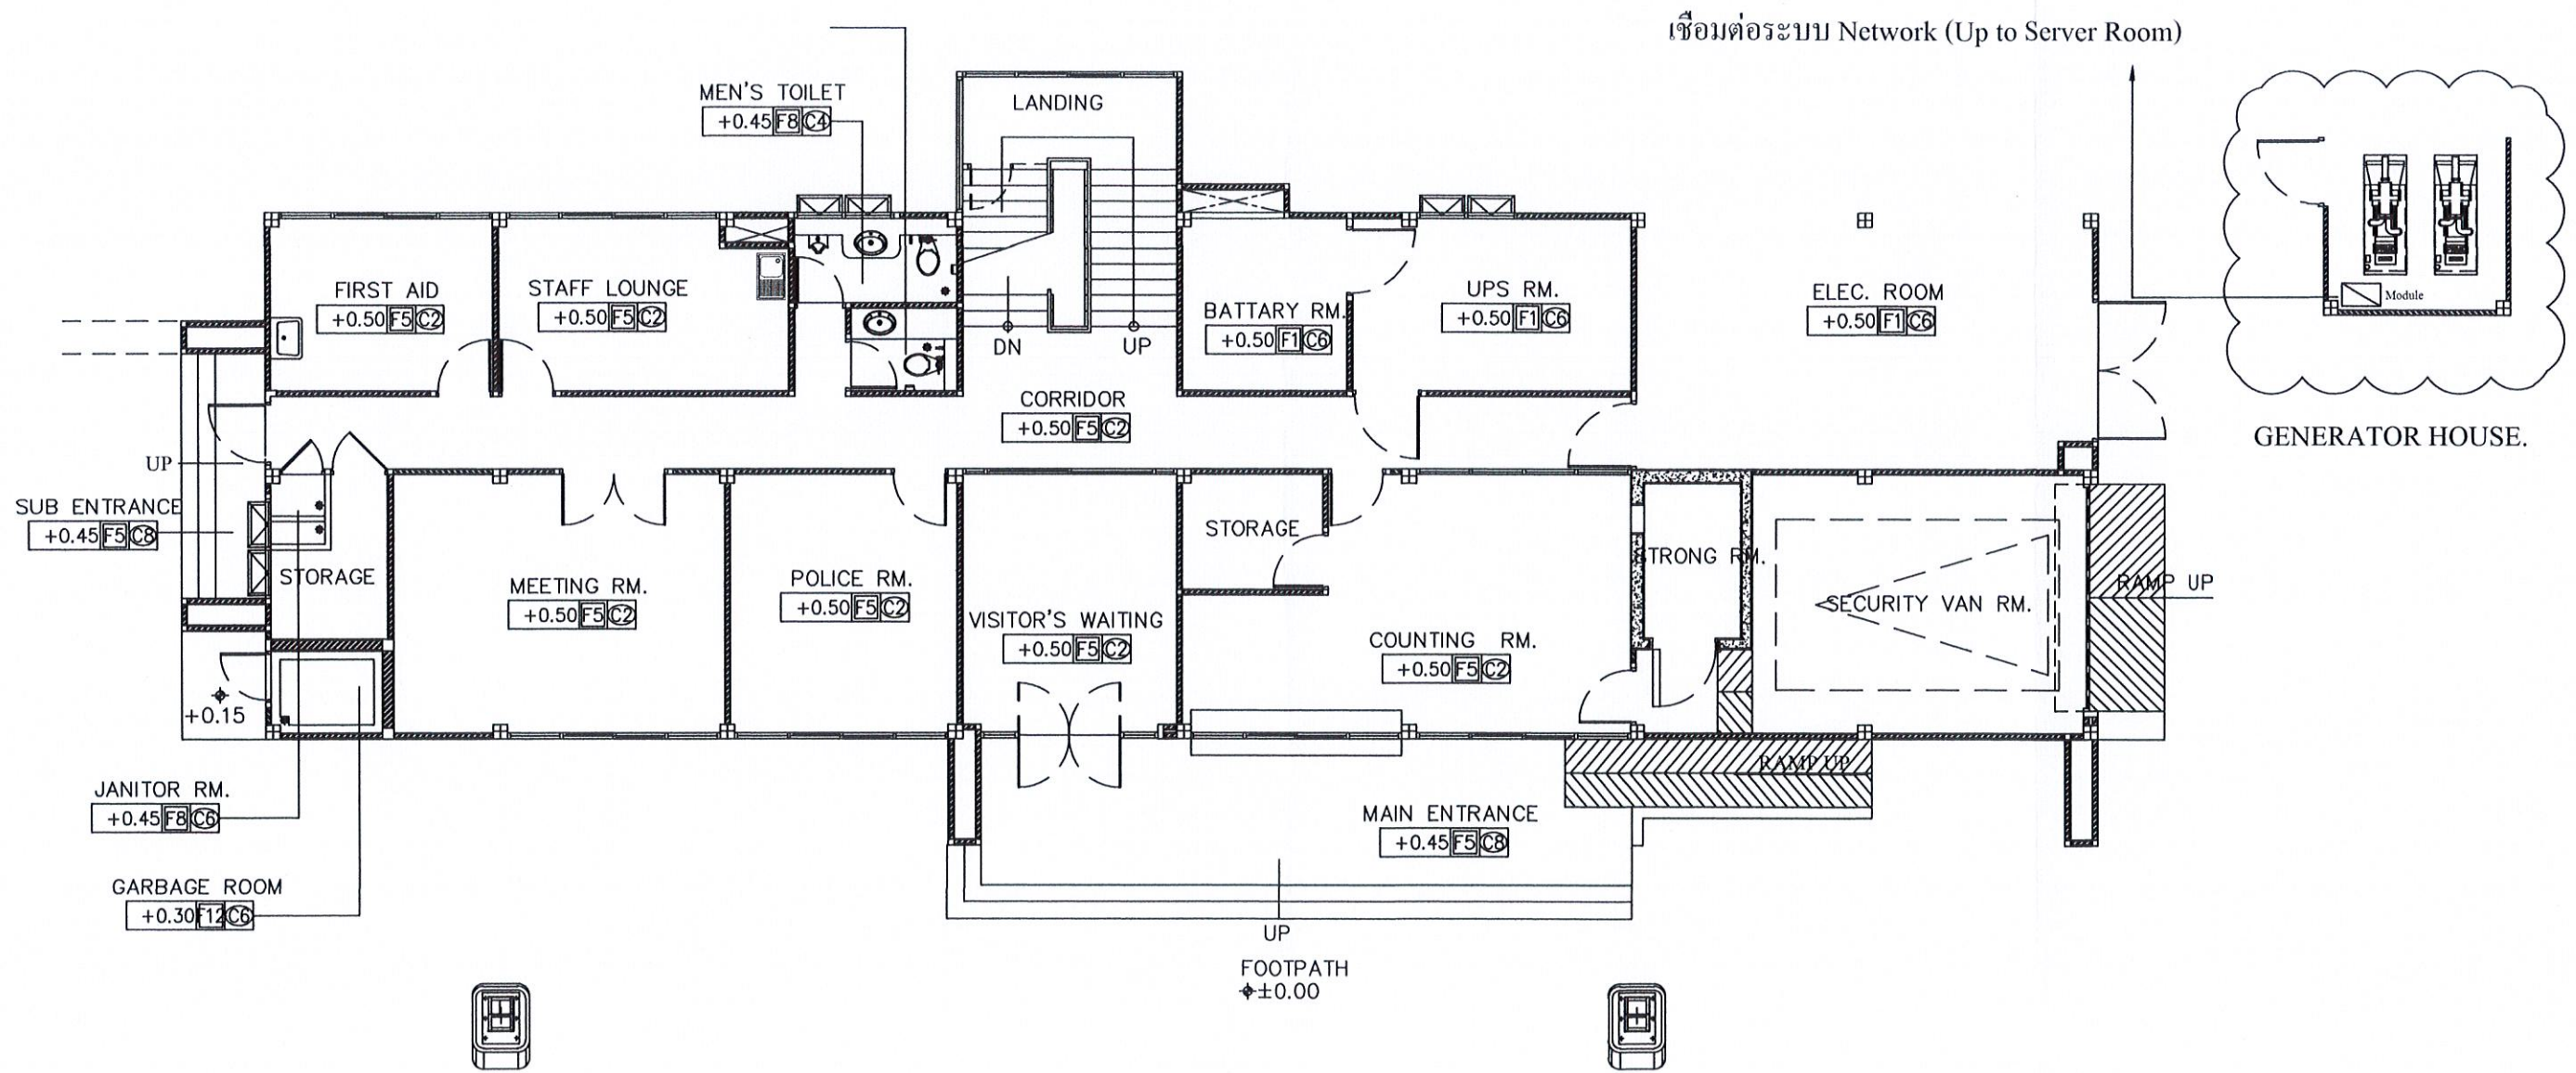 เชื่อมต่อระบบ Network (Up to Server Room)
MEN'S TOILET
+0.45 F8 C4
LANDING
FIRST AID
+0.50 F5 C2
STAFF LOUNGE
+0.50 F5 C2
BATTARY RM.
+0.50 F1 C6
UPS RM.
+0.50 F1 C6
ELEC. ROOM
+0.50 F1 C6
Module
DN
UP
CORRIDOR
+0.50 F5 C2
GENERATOR HOUSE.
UP
SUB ENTRANCE
+0.45 F5 C8
STORAGE
MEETING RM.
+0.50 F5 C2
POLICE RM.
+0.50 F5 C2
VISITOR'S WAITING
+0.50 F5 C2
STORAGE
COUNTING RM.
+0.50 F5 C2
STRONG RM.
SECURITY VAN RM.
RAMP UP
+0.15
RAMP UP
JANITOR RM.
+0.45 F8 C6
MAIN ENTRANCE
+0.45 F5 C8
GARBAGE ROOM
+0.30 F12 C6
UP
FOOTPATH
±0.00